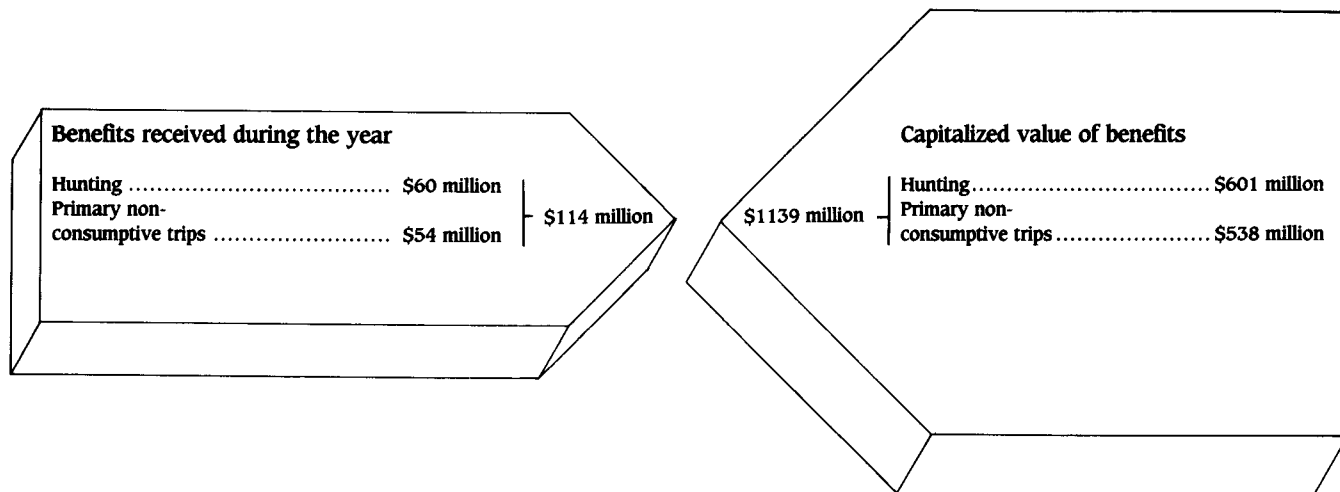 Benefits received during the year
Hunting ..................................... $60 million
Primary non-
consumptive trips ......................... $54 million
$114 million
Capitalized value of benefits
$1139 million
Hunting.................................. $601 million
Primary non-
consumptive trips...................... $538 million